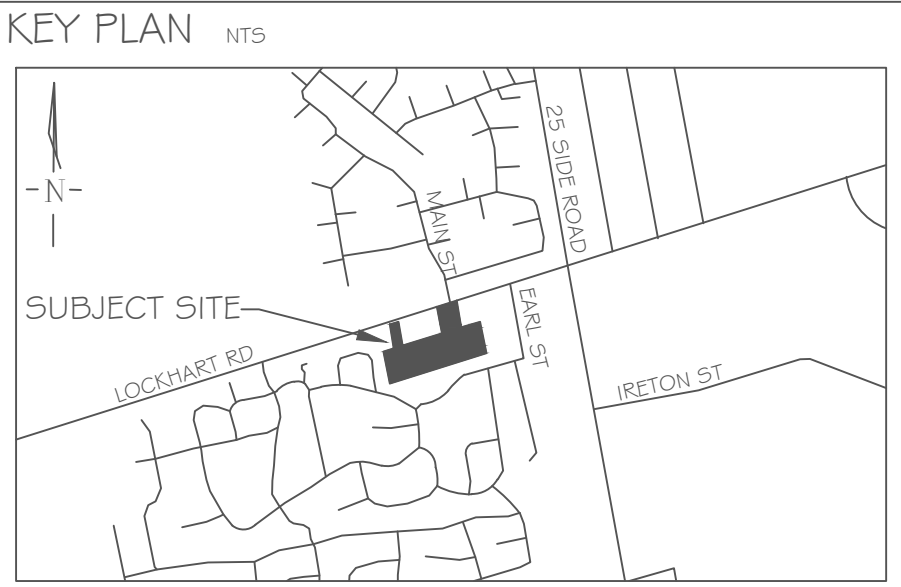 KEY PLAN NTS
-N-
25 SIDE ROAD
MAIN ST
SUBJECT SITE
EARL ST
LOCKHART RD
IRETON ST